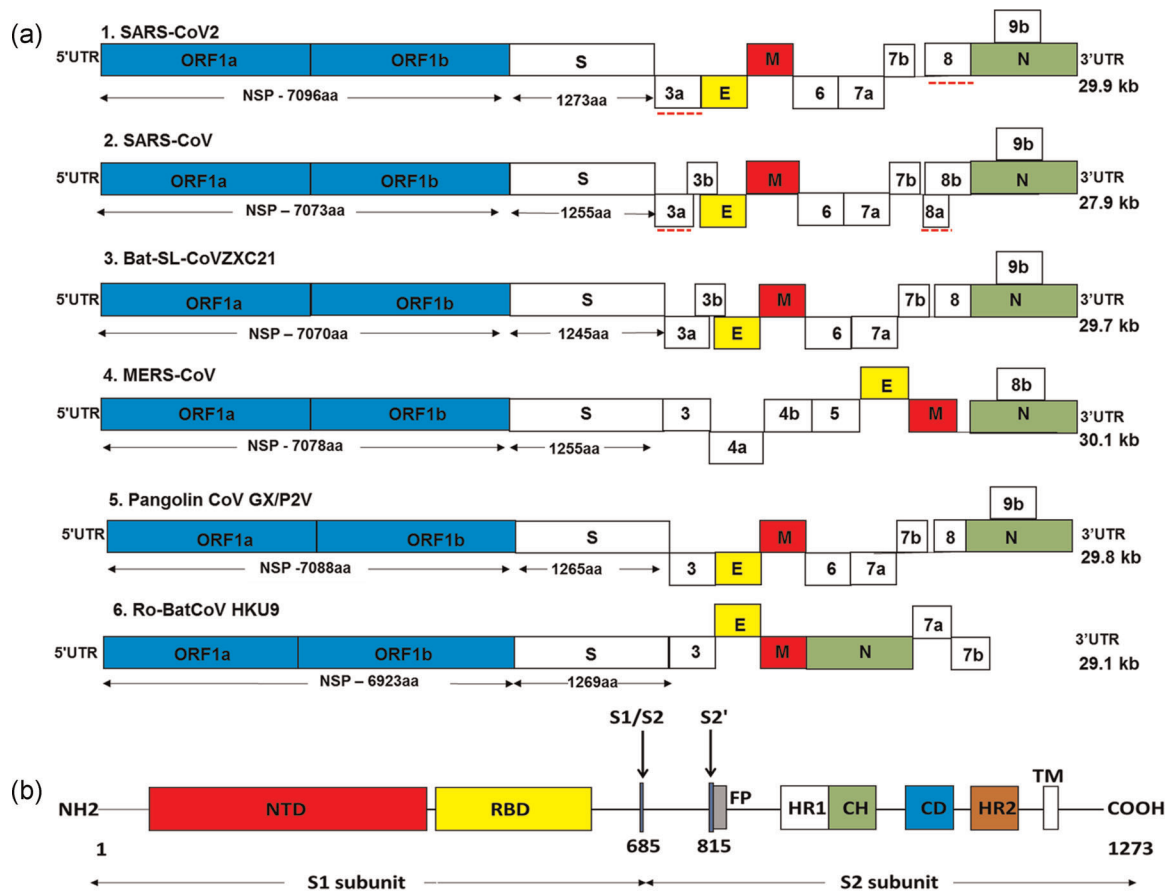 (a)
1. SARS-CoV2
9b
5'UTR ORF1a ORF1b S M 7b 8 N 3'UTR
3a E 6 7a 29.9 kb
NSP - 7096aa 1273aa
2. SARS-CoV
9b
5'UTR ORF1a ORF1b S 3b M 7b 8b N 3'UTR
3a E 6 7a 8a 27.9 kb
NSP – 7073aa 1255aa
3. Bat-SL-CoVZXC21
9b
5'UTR ORF1a ORF1b S 3b M 7b 8 N 3'UTR
3a E 6 7a 29.7 kb
NSP – 7070aa 1245aa
4. MERS-CoV
E 8b
5'UTR ORF1a ORF1b S 3 4b 5 M N 3'UTR
4a 30.1 kb
NSP - 7078aa 1255aa
5. Pangolin CoV GX/P2V
9b
5'UTR ORF1a ORF1b S M 7b 8 N 3'UTR
3 E 6 7a 29.8 kb
NSP -7088aa 1265aa
6. Ro-BatCoV HKU9
E 7a
5'UTR ORF1a ORF1b S 3 M N 7b 3'UTR
29.1 kb
NSP – 6923aa 1269aa
S1/S2 S2'
(b)
NH2 NTD RBD FP HR1 CH CD HR2 TM COOH
1 685 815 1273
S1 subunit S2 subunit